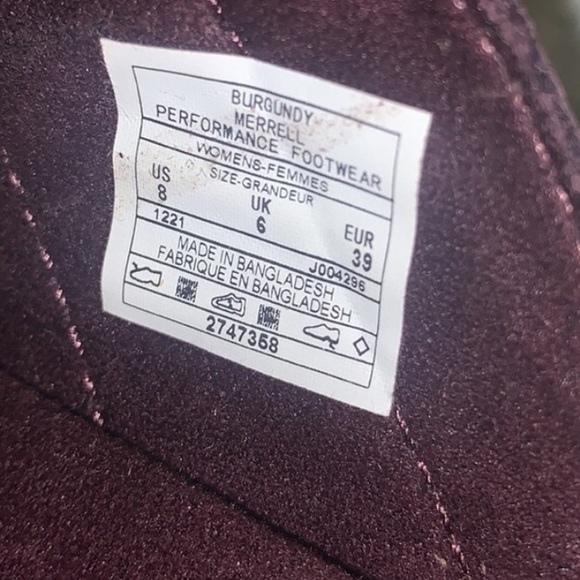 BURGUNDY
MERRELL
PERFORMANCE FOOTWEAR
WOMENS-FEMMES
SIZE-GRANDEUR
US UK EUR
8 6 39
1221 J004296
MADE IN BANGLADESH
FABRIQUE EN BANGLADESH
2747358